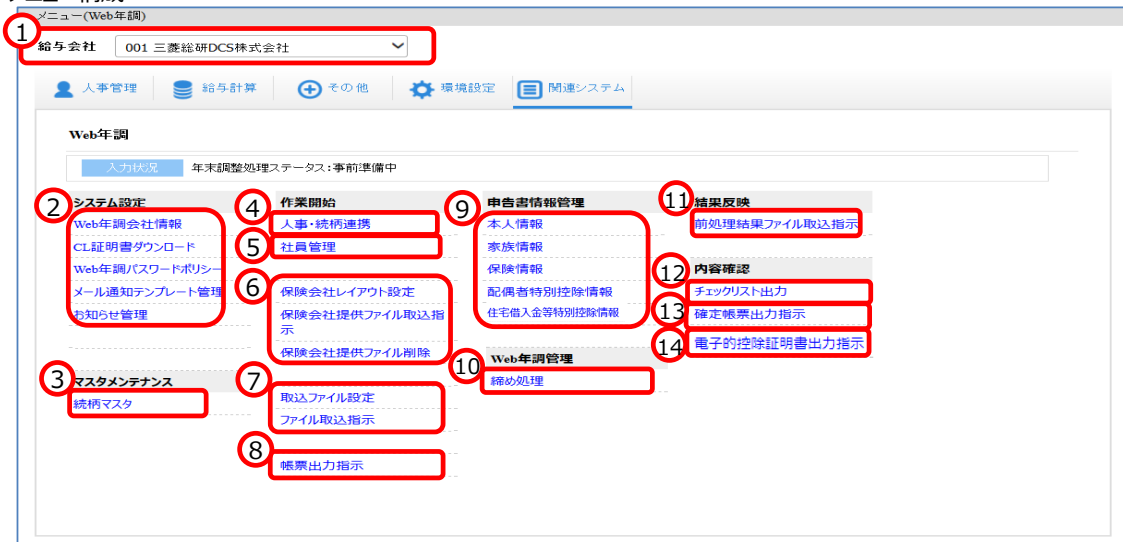 メニュー(Web年調)
1
給与会社 001 三菱総研DCS株式会社
人事管理 給与計算 その他 環境設定 関連システム
Web年調
入力状況 年末調整処理ステータス:事前準備中
2 システム設定
Web年調会社情報
CL証明書ダウンロード
Web年調パスワードポリシー
メール通知テンプレート管理
お知らせ管理
3 マスタメンテナンス
続柄マスタ
作業開始
4 人事・続柄連携
5 社員管理
6 保険会社レイアウト設定
保険会社提供ファイル取込指
示
保険会社提供ファイル削除
7 取込ファイル設定
ファイル取込指示
8 帳票出力指示
9 申告書情報管理
本人情報
家族情報
保険情報
配偶者特別控除情報
住宅借入金等特別控除情報
Web年調管理
10 締め処理
11 結果反映
前処理結果ファイル取込指示
内容確認
12 チェックリスト出力
13 確定帳票出力指示
14 電子的控除証明書出力指示